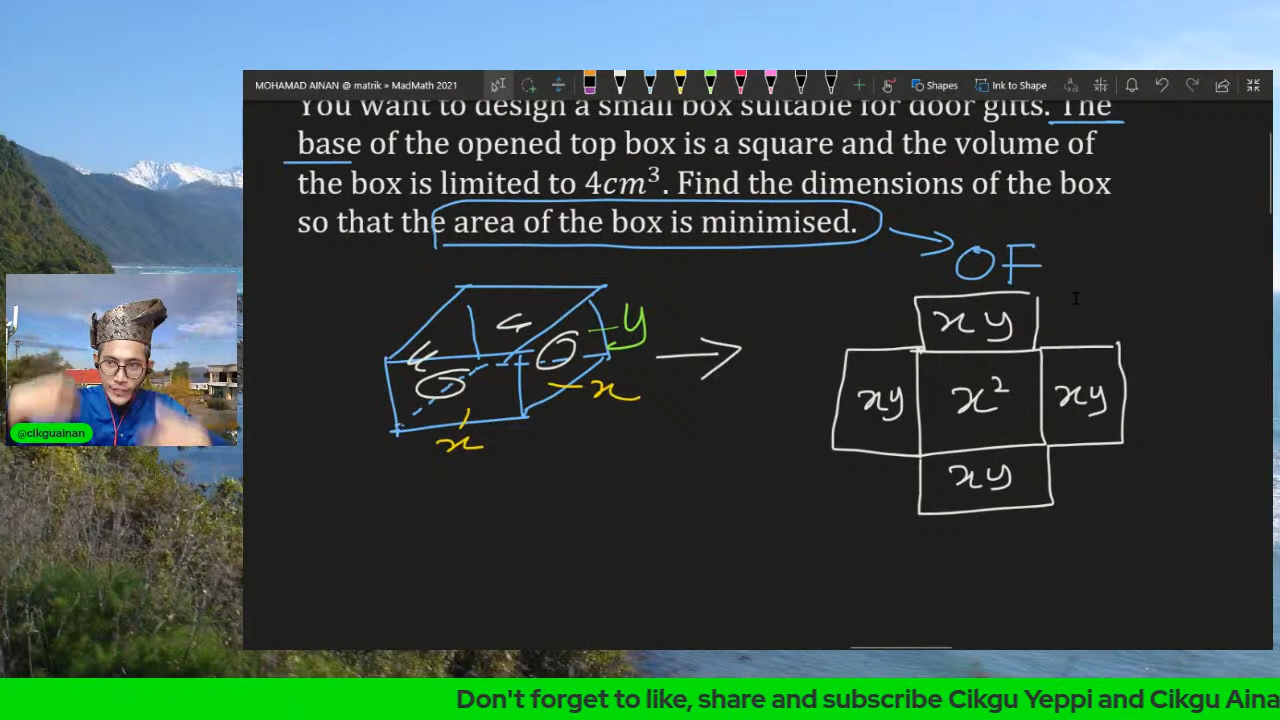 MOHAMAD AINAN @ matrik » MadMath 2021
Shapes
Ink to Shape
You want to design a small box suitable for door gifts. The
base of the opened top box is a square and the volume of
the box is limited to 4cm³. Find the dimensions of the box
so that the area of the box is minimised.
OF
y
x
x
xy
xy x² xy
xy
@cikguainan
Don't forget to like, share and subscribe Cikgu Yeppi and Cikgu Aina